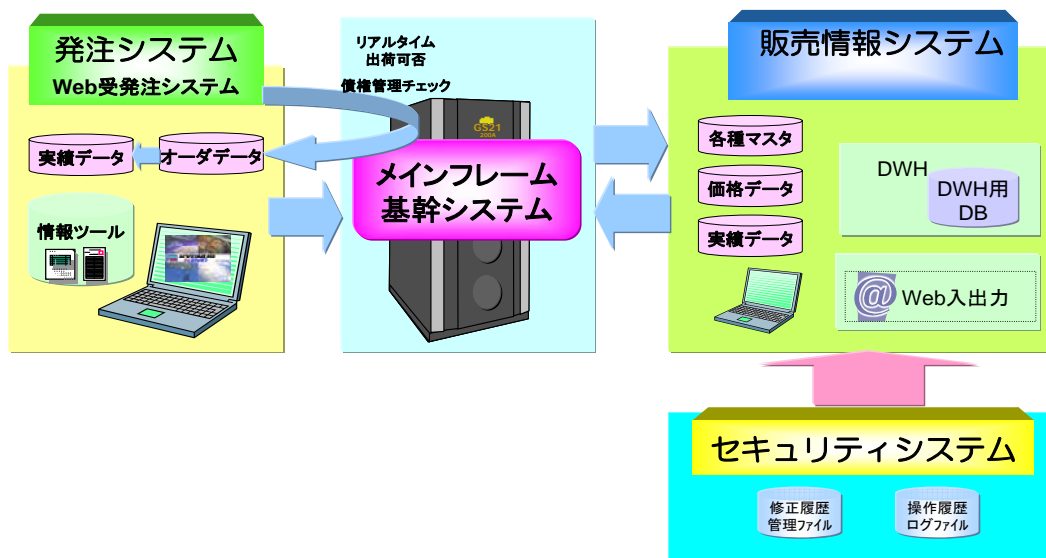 発注システム
Web受発注システム
実績データ
オーダデータ
情報ツール
リアルタイム
出荷可否
債権管理チェック
GS21
200A
メインフレーム
基幹システム
販売情報システム
各種マスタ
価格データ
実績データ
DWH
DWH用
DB
@ Web入出力
セキュリティシステム
修正履歴
管理ファイル
操作履歴
ログファイル